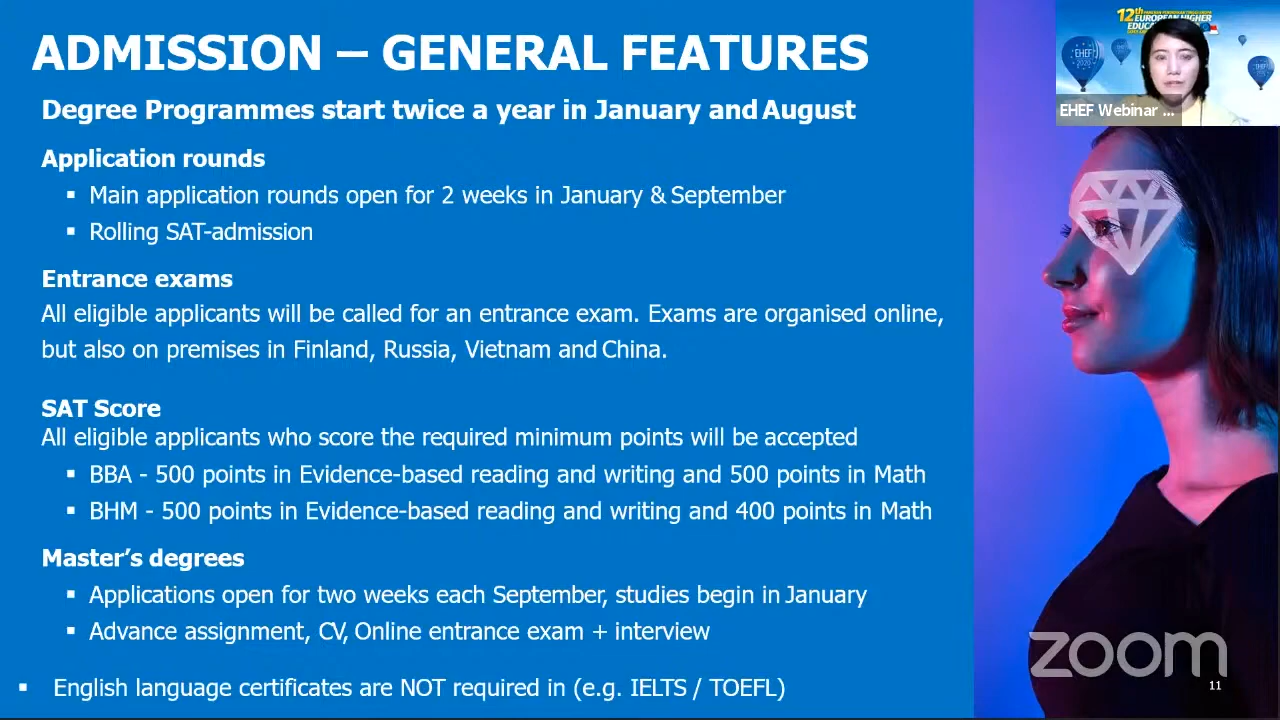 ADMISSION – GENERAL FEATURES
Degree Programmes start twice a year in January and August
Application rounds
▪ Main application rounds open for 2 weeks in January & September
▪ Rolling SAT-admission
Entrance exams
All eligible applicants will be called for an entrance exam. Exams are organised online,
but also on premises in Finland, Russia, Vietnam and China.
SAT Score
All eligible applicants who score the required minimum points will be accepted
▪ BBA - 500 points in Evidence-based reading and writing and 500 points in Math
▪ BHM - 500 points in Evidence-based reading and writing and 400 points in Math
Master’s degrees
▪ Applications open for two weeks each September, studies begin in January
▪ Advance assignment, CV, Online entrance exam + interview
▪ English language certificates are NOT required in (e.g. IELTS / TOEFL)
12th
EUROPEAN HIGHER
EHEF
2020
EHEF Webinar ...
zoom
11